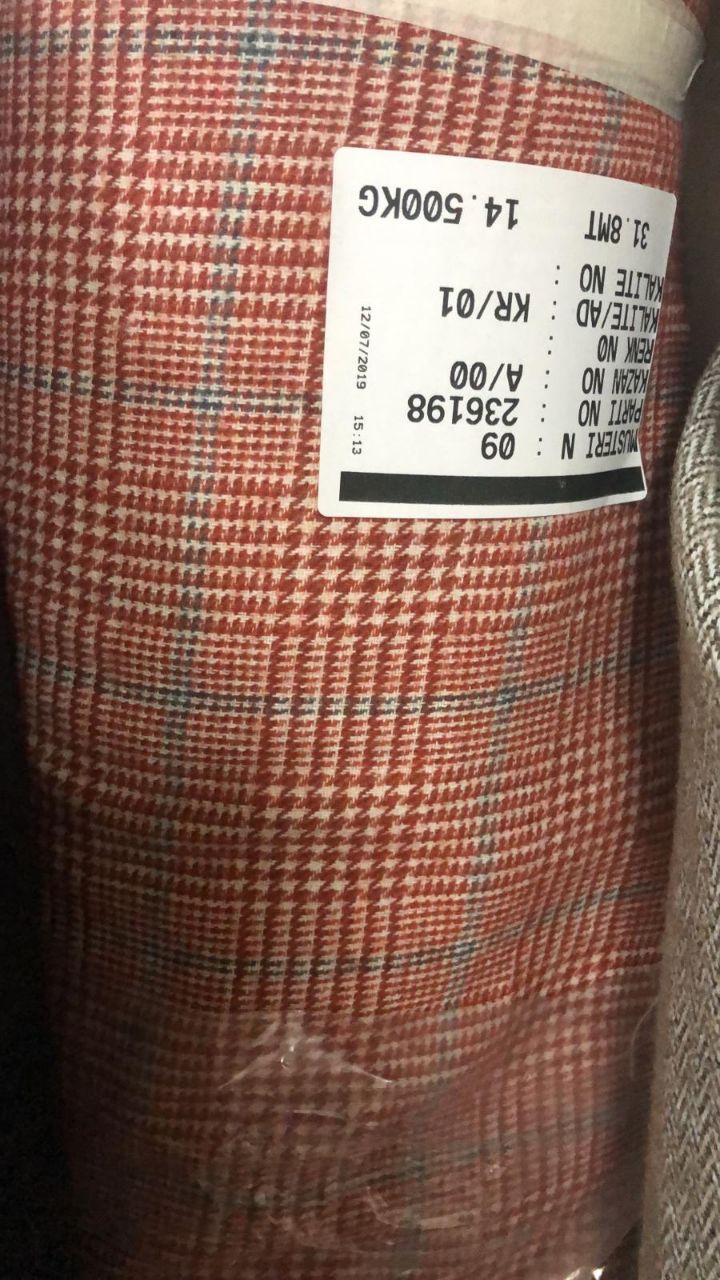 MUSTERI N : 09
PARTI NO : 236198
KAZAN NO : A/00
RENK NO :
KALITE/AD : KR/01
KALITE NO :
31.8MT 14.500KG
12/07/2019 15:13